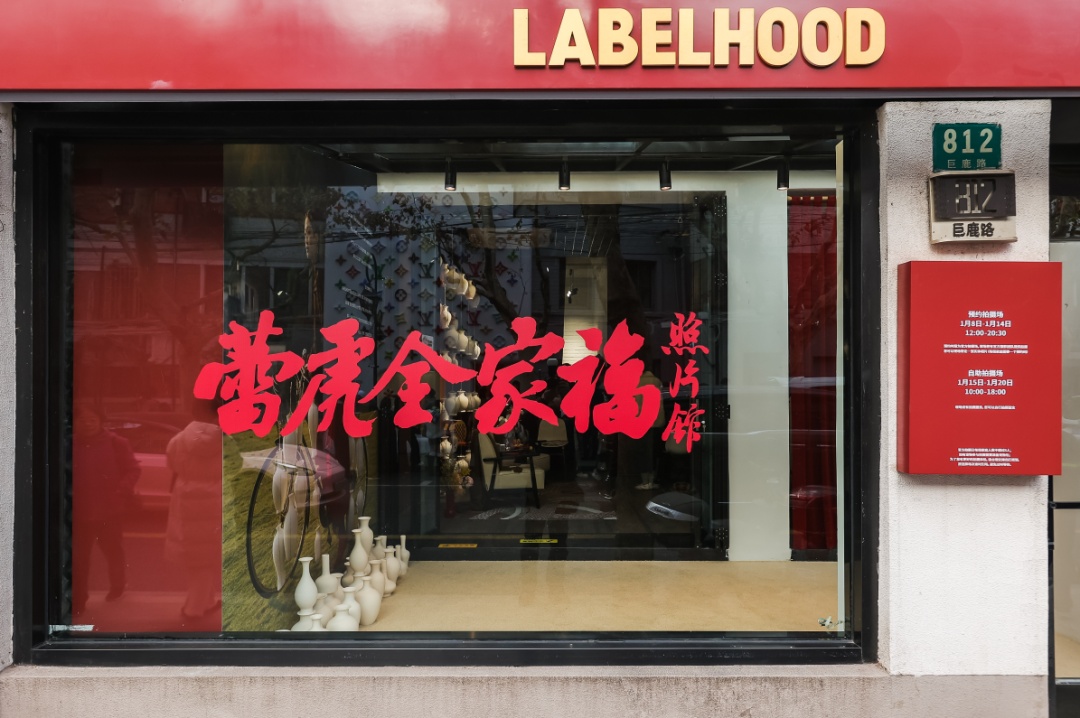 LABELHOOD
812
巨鹿路
312
巨鹿路
蕾虎全家福
照片館
预约拍摄场
1月8日-1月14日
12:00-20:30
自助拍摄场
1月15日-1月20日
10:00-18:00